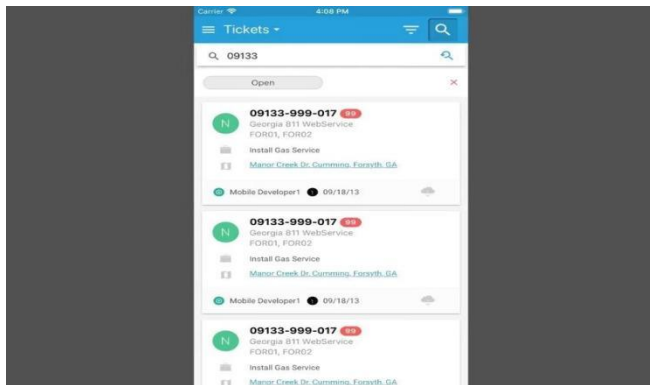 Carrier 4:08 PM
Tickets
09133
Open
N 09133-999-017 99
Georgia 811 WebService
FOR01, FOR02
Install Gas Service
Manor Creek Dr, Cumming, Forsyth, GA
Mobile Developer1 09/18/13
N 09133-999-017 99
Georgia 811 WebService
FOR01, FOR02
Install Gas Service
Manor Creek Dr, Cumming, Forsyth, GA
Mobile Developer1 09/18/13
N 09133-999-017 99
Georgia 811 WebService
FOR01, FOR02
Install Gas Service
Manor Creek Dr, Cumming, Forsyth, GA